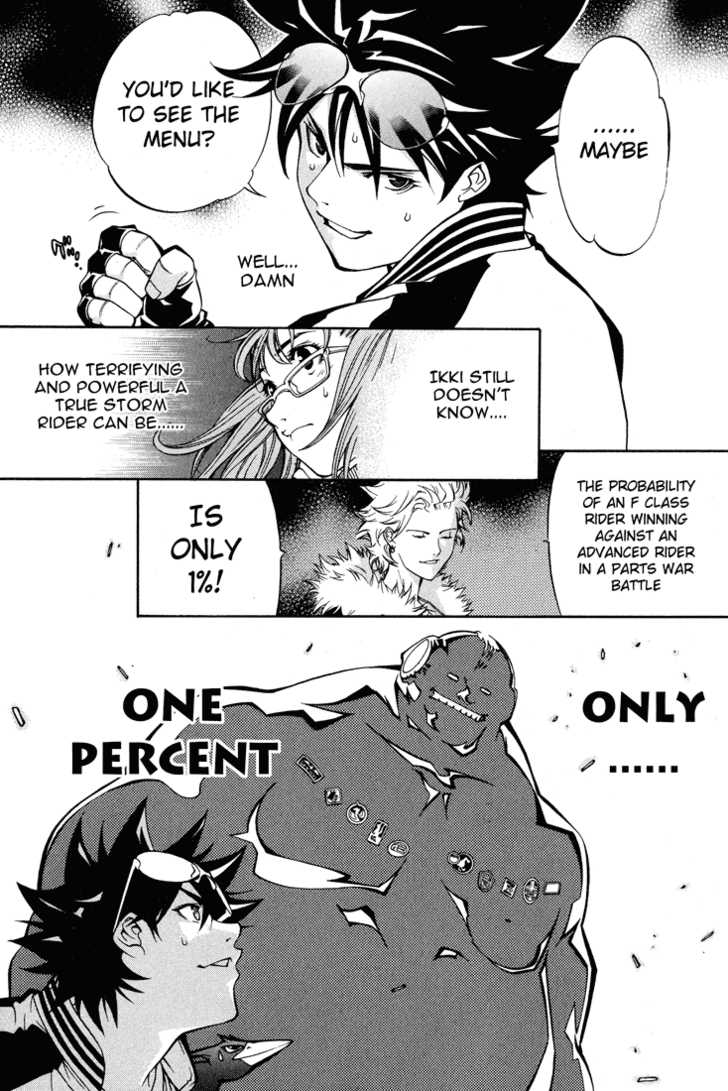 ......
MAYBE
YOU'D LIKE
TO SEE THE
MENU?
WELL...
DAMN
IKKI STILL
DOESN'T
KNOW....
HOW TERRIFYING
AND POWERFUL A
TRUE STORM
RIDER CAN BE......
THE PROBABILITY
OF AN F CLASS
RIDER WINNING
AGAINST AN
ADVANCED RIDER
IN A PARTS WAR
BATTLE
IS
ONLY
1%!
ONLY
......
ONE
PERCENT